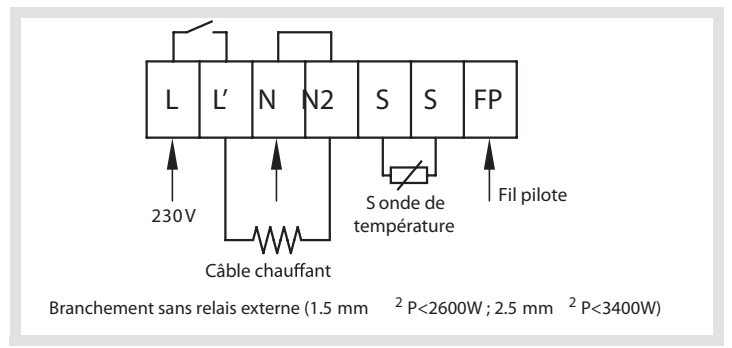 L L’ N N2 S S FP
230V
Sonde de
température
Fil pilote
Câble chauffant
Branchement sans relais externe (1.5 mm ² P<2600W ; 2.5 mm ² P<3400W)